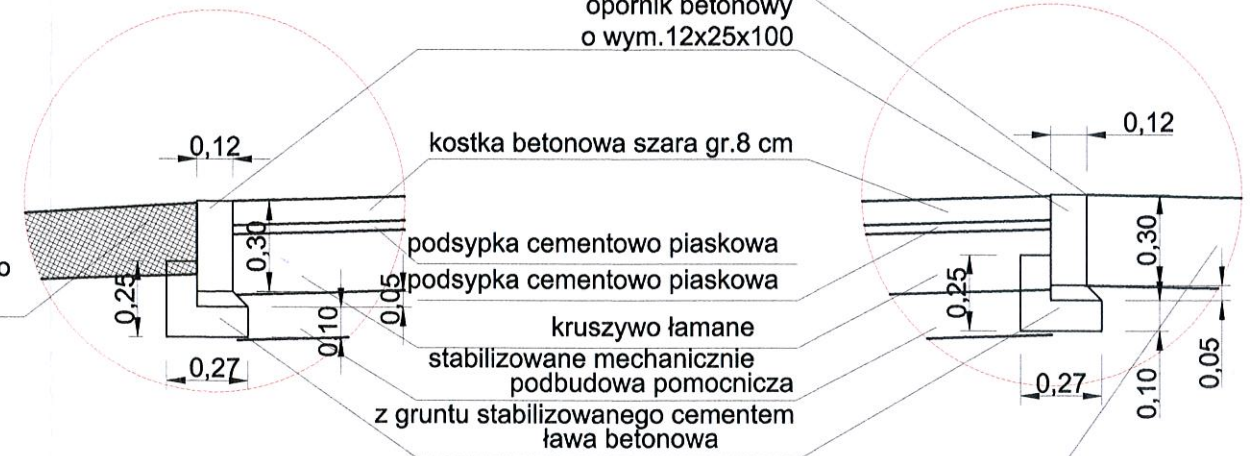 opornik betonowy
o wym.12x25x100
0,12
0,12
kostka betonowa szara gr.8 cm
0,30
0,30
podsypka cementowo piaskowa
o
podsypka cementowo piaskowa
0,25
0,05
0,25
0,10
kruszywo łamane
stabilizowane mechanicznie
0,27
podbudowa pomocnicza
0,27
0,10
0,05
z gruntu stabilizowanego cementem
ława betonowa